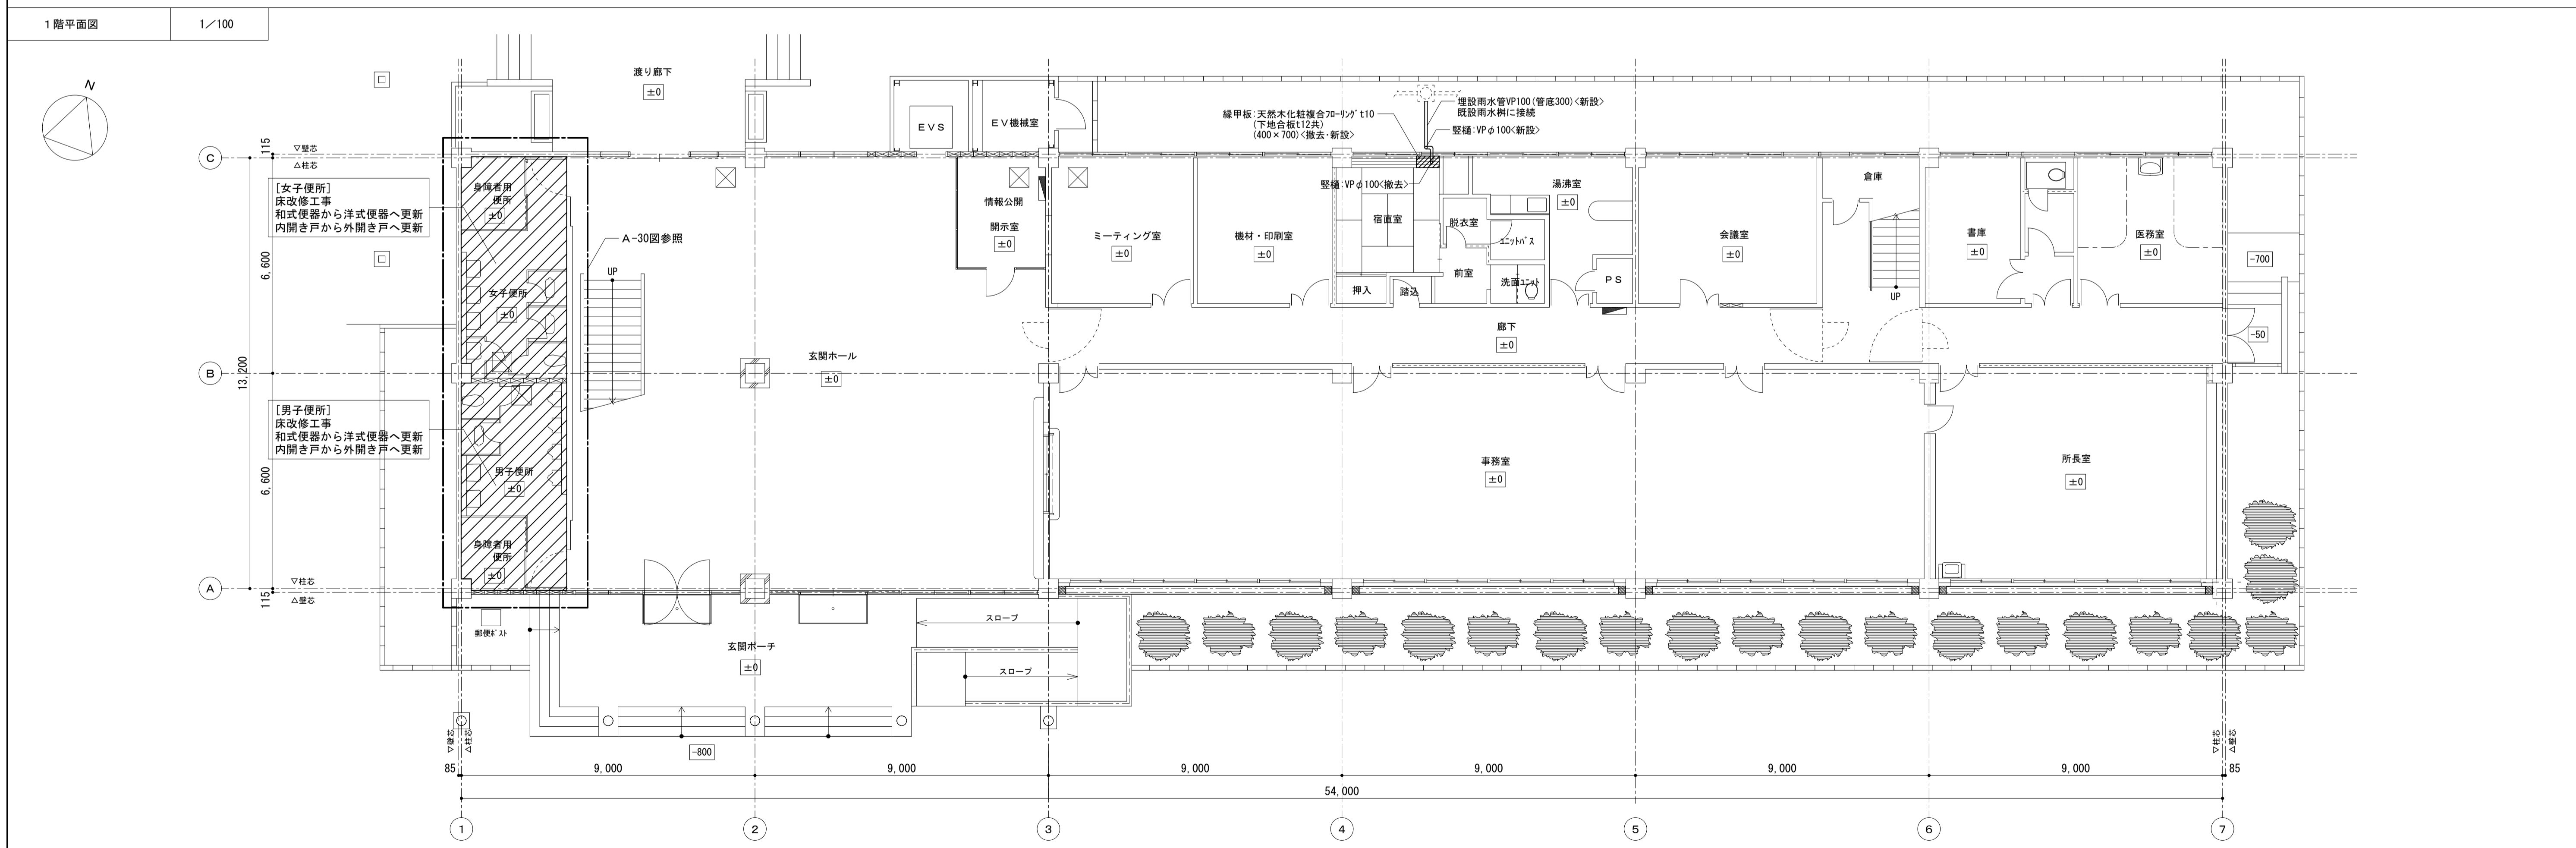 1階平面図
1／100
N
渡り廊下
±0
EVS
EV機械室
縁甲板:天然木化粧複合フローリングt10
(下地合板t12共)
(400×700)<撤去・新設>
埋設雨水管VP100(管底300)<新設>
既設雨水桝に接続
竪樋:VPφ100<新設>
竪樋:VPφ100<撤去>
C
115
▽壁芯
△柱芯
[女子便所]
床改修工事
和式便器から洋式便器へ更新
内開き戸から外開き戸へ更新
身障者用
便所
±0
A-30図参照
UP
女子便所
±0
情報公開
開示室
±0
ミーティング室
±0
機材・印刷室
±0
宿直室
押入
踏込
脱衣室
前室
ユニットバス
洗面ユニット
湯沸室
±0
PS
会議室
±0
倉庫
UP
書庫
±0
医務室
±0
-700
-50
6,600
13,200
6,600
B
玄関ホール
±0
廊下
±0
[男子便所]
床改修工事
和式便器から洋式便器へ更新
内開き戸から外開き戸へ更新
男子便所
±0
身障者用
便所
±0
事務室
±0
所長室
±0
A
115
▽柱芯
△壁芯
郵便ポスト
玄関ポーチ
±0
スロープ
スロープ
-800
▽壁芯
△柱芯
▽柱芯
△壁芯
85
9,000
9,000
9,000
9,000
9,000
9,000
85
54,000
1
2
3
4
5
6
7